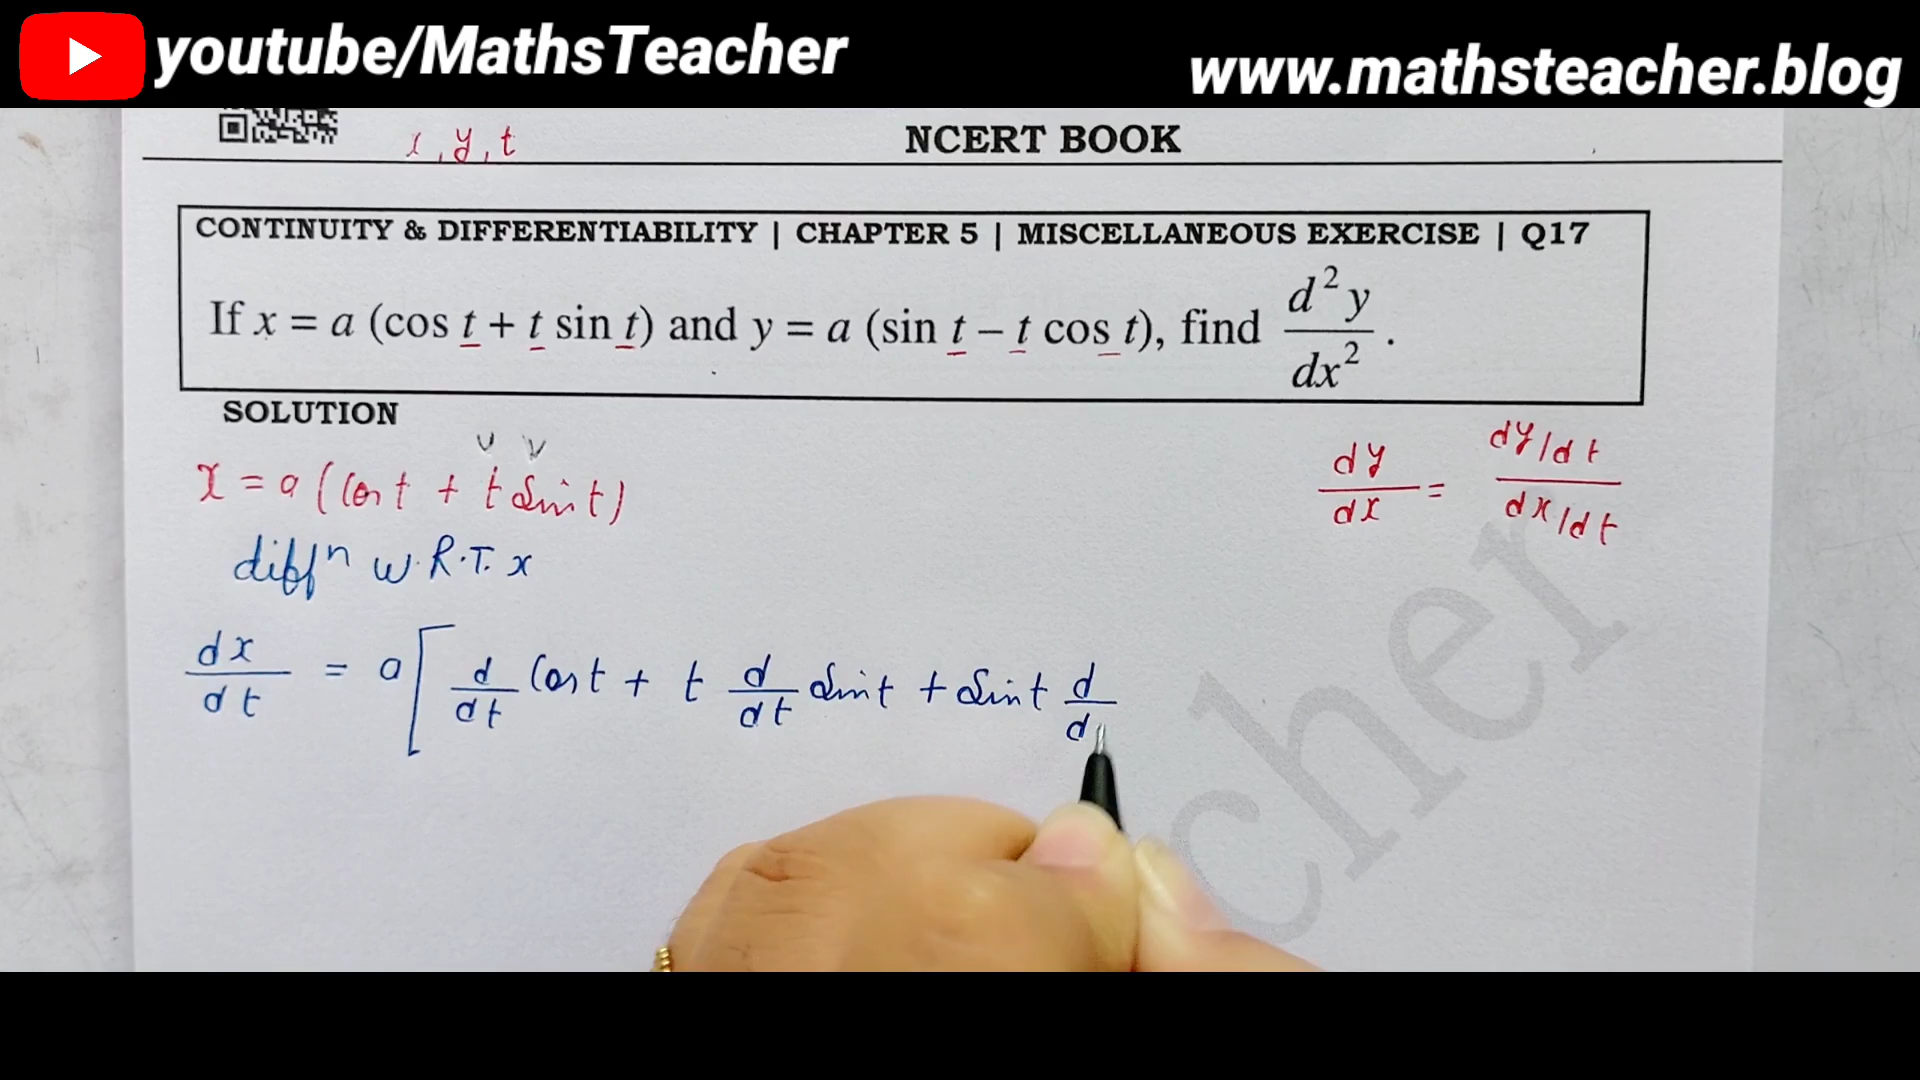 youtube/MathsTeacher
www.mathsteacher.blog
x, y, t
NCERT BOOK
CONTINUITY & DIFFERENTIABILITY | CHAPTER 5 | MISCELLANEOUS EXERCISE | Q17
If x = a (cos t + t sin t) and y = a (sin t – t cos t), find d²y/dx².
SOLUTION
U V
x = a (Cos t + t Sin t)
dy/dx = (dy/dt)/(dx/dt)
diffⁿ W.R.T. x
dx/dt = a[ d/dt Cos t + t d/dt Sin t + Sin t d/d
cher